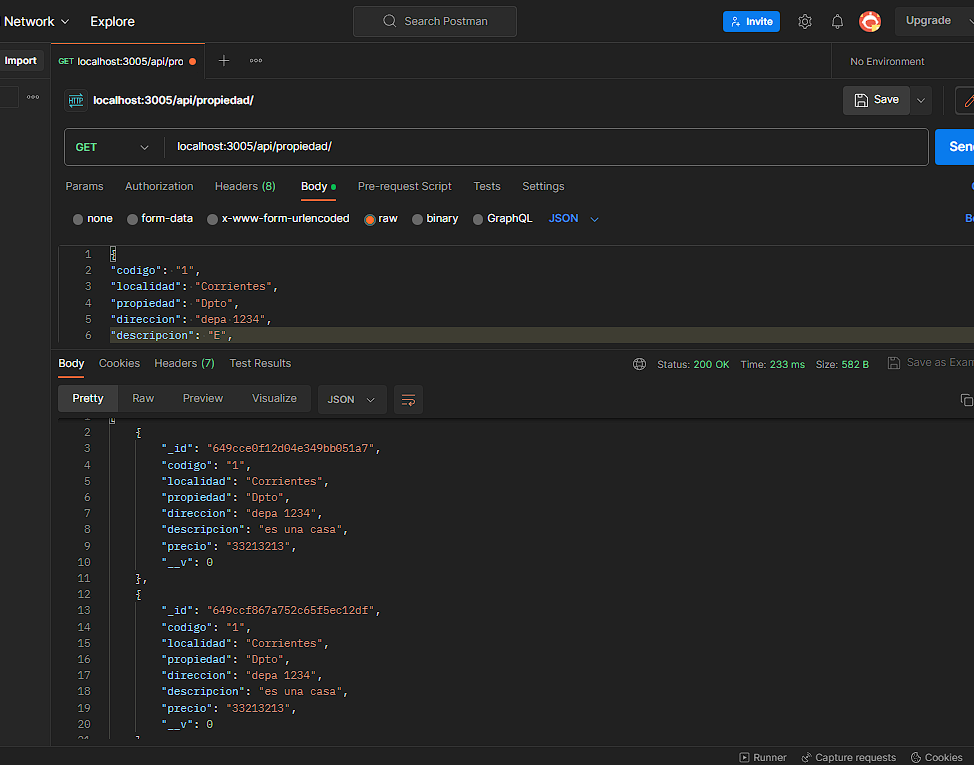 Network Explore Search Postman Invite Upgrade
Import GET localhost:3005/api/pro No Environment
HTTP localhost:3005/api/propiedad/ Save
GET localhost:3005/api/propiedad/
Params Authorization Headers (8) Body Pre-request Script Tests Settings
none form-data x-www-form-urlencoded raw binary GraphQL JSON
1 {
2 "codigo": "1",
3 "localidad": "Corrientes",
4 "propiedad": "Dpto",
5 "direccion": "depa 1234",
6 "descripcion": "E",
Body Cookies Headers (7) Test Results Status: 200 OK Time: 233 ms Size: 582 B Save as Exam
Pretty Raw Preview Visualize JSON
2 {
3 "_id": "649cce0f12d04e349bb051a7",
4 "codigo": "1",
5 "localidad": "Corrientes",
6 "propiedad": "Dpto",
7 "direccion": "depa 1234",
8 "descripcion": "es una casa",
9 "precio": "33213213",
10 "__v": 0
11 },
12 {
13 "_id": "649ccf867a752c65f5ec12df",
14 "codigo": "1",
15 "localidad": "Corrientes",
16 "propiedad": "Dpto",
17 "direccion": "depa 1234",
18 "descripcion": "es una casa",
19 "precio": "33213213",
20 "__v": 0
Runner Capture requests Cookies